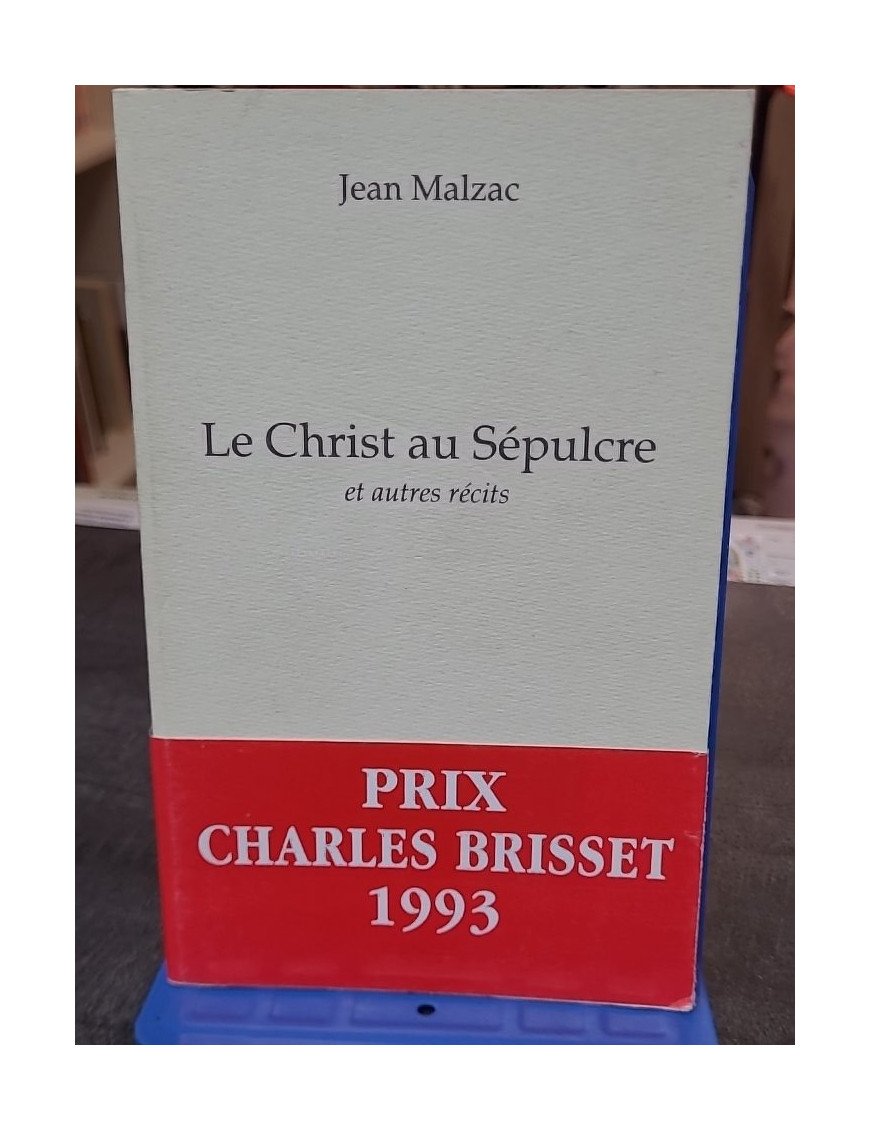 Jean Malzac
Le Christ au Sépulcre
et autres récits
PRIX
CHARLES BRISSET
1993